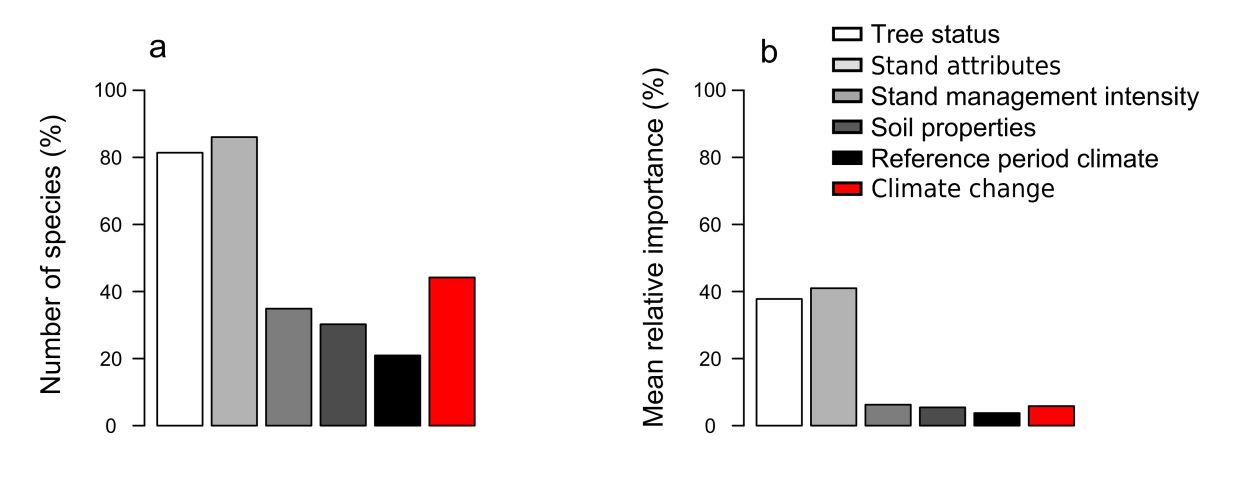 a
Number of species (%)
100
80
60
40
20
0
b
Mean relative importance (%)
100
80
60
40
20
0
Tree status
Stand attributes
Stand management intensity
Soil properties
Reference period climate
Climate change